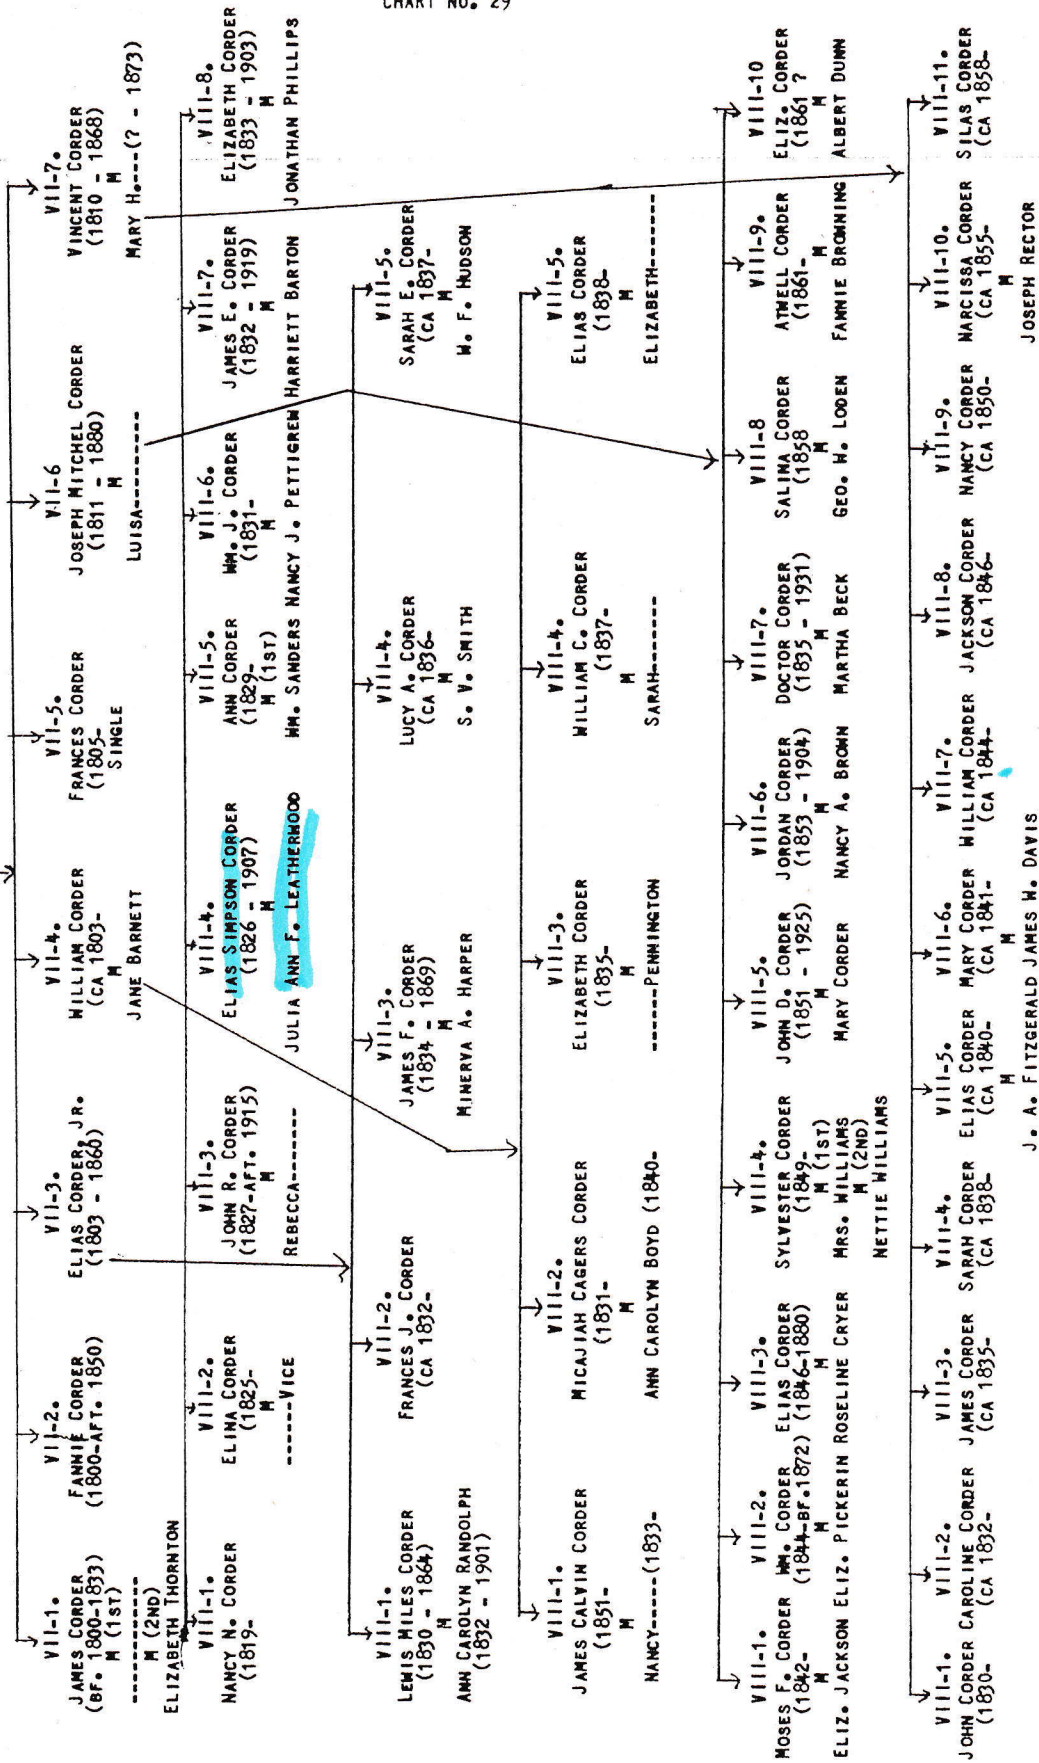 CHART NO. 29
VII-1. VII-2. VII-3. VII-4. VII-5. VII-6 VII-7.
JAMES CORDER FANNIE CORDER ELIAS CORDER, JR. WILLIAM CORDER FRANCES CORDER JOSEPH MITCHEL CORDER VINCENT CORDER
(BF. 1800-1833) (1800-AFT. 1850) (1803 - 1860) (CA 1803- (1805- (1811 - 1880) (1810 - 1868)
M (1ST) M SINGLE M M
---------- JANE BARNETT LUISA-------- MARY H.---(? - 1873)
M (2ND)
ELIZABETH THORNTON
VIII-1. VIII-2. VIII-3. VIII-4. VIII-5. VIII-6. VIII-7. VIII-8.
NANCY N. CORDER ELINA CORDER JOHN R. CORDER ELIAS SIMPSON CORDER ANN CORDER WM. J. CORDER JAMES E. CORDER ELIZABETH CORDER
(1819- (1825- (1827-AFT. 1915) (1826 - 1907) (1829- (1831- (1832 - 1919) (1833 - 1903)
M M M M (1ST) M M M
------VICE REBECCA------- JULIA ANN F. LEATHERWOOD WM. SANDERS NANCY J. PETTIGREW HARRIETT BARTON JONATHAN PHILLIPS
VIII-1. VIII-2. VIII-3. VIII-4. VIII-5.
LEWIS MILES CORDER FRANCES J. CORDER JAMES F. CORDER LUCY A. CORDER SARAH E. CORDER
(1830 - 1864) (CA 1832- (1834 - 1869) (CA 1836- (CA 1837-
M M M M
ANN CAROLYN RANDOLPH MINERVA A. HARPER S. V. SMITH W. F. HUDSON
(1832 - 1901)
VIII-1. VIII-2. VIII-3. VIII-4. VIII-5.
JAMES CALVIN CORDER MICAJIAH CAGERS CORDER ELIZABETH CORDER WILLIAM C. CORDER ELIAS CORDER
(1851- (1831- (1835- (1837- (1838-
M M M M M
NANCY----(1833- ANN CAROLYN BOYD (1840- ------PENNINGTON SARAH------- ELIZABETH-------
VIII-1. VIII-2. VIII-3. VIII-4. VIII-5. VIII-6. VIII-7. VIII-8 VIII-9. VIII-10
MOSES F. CORDER WM. CORDER ELIAS CORDER SYLVESTER CORDER JOHN D. CORDER JORDAN CORDER DOCTOR CORDER SALINA CORDER ATWELL CORDER ELIZ. CORDER
(1842- (1844-BF.1872) (1846-1880) (1849- (1851 - 1925) (1853 - 1904) (1835 - 1931) (1858 (1861- (1861 ?
M M M M (1ST) M M M M M M
ELIZ. JACKSON ELIZ. PICKERIN ROSELINE CRYER MRS. WILLIAMS MARY CORDER NANCY A. BROWN MARTHA BECK GEO. W. LODEN FANNIE BROWNING ALBERT DUNN
M (2ND)
NETTIE WILLIAMS
VIII-1. VIII-2. VIII-3. VIII-4. VIII-5. VIII-6. VIII-7. VIII-8. VIII-9. VIII-10. VIII-11.
JOHN CORDER CAROLINE CORDER JAMES CORDER SARAH CORDER ELIAS CORDER MARY CORDER WILLIAM CORDER JACKSON CORDER NANCY CORDER NARCISSA CORDER SILAS CORDER
(1830- (CA 1832- (CA 1835- (CA 1838- (CA 1840- (CA 1841- (CA 1844- (CA 1846- (CA 1850- (CA 1855- (CA 1858-
M M M
J. A. FITZGERALD JAMES W. DAVIS JOSEPH RECTOR